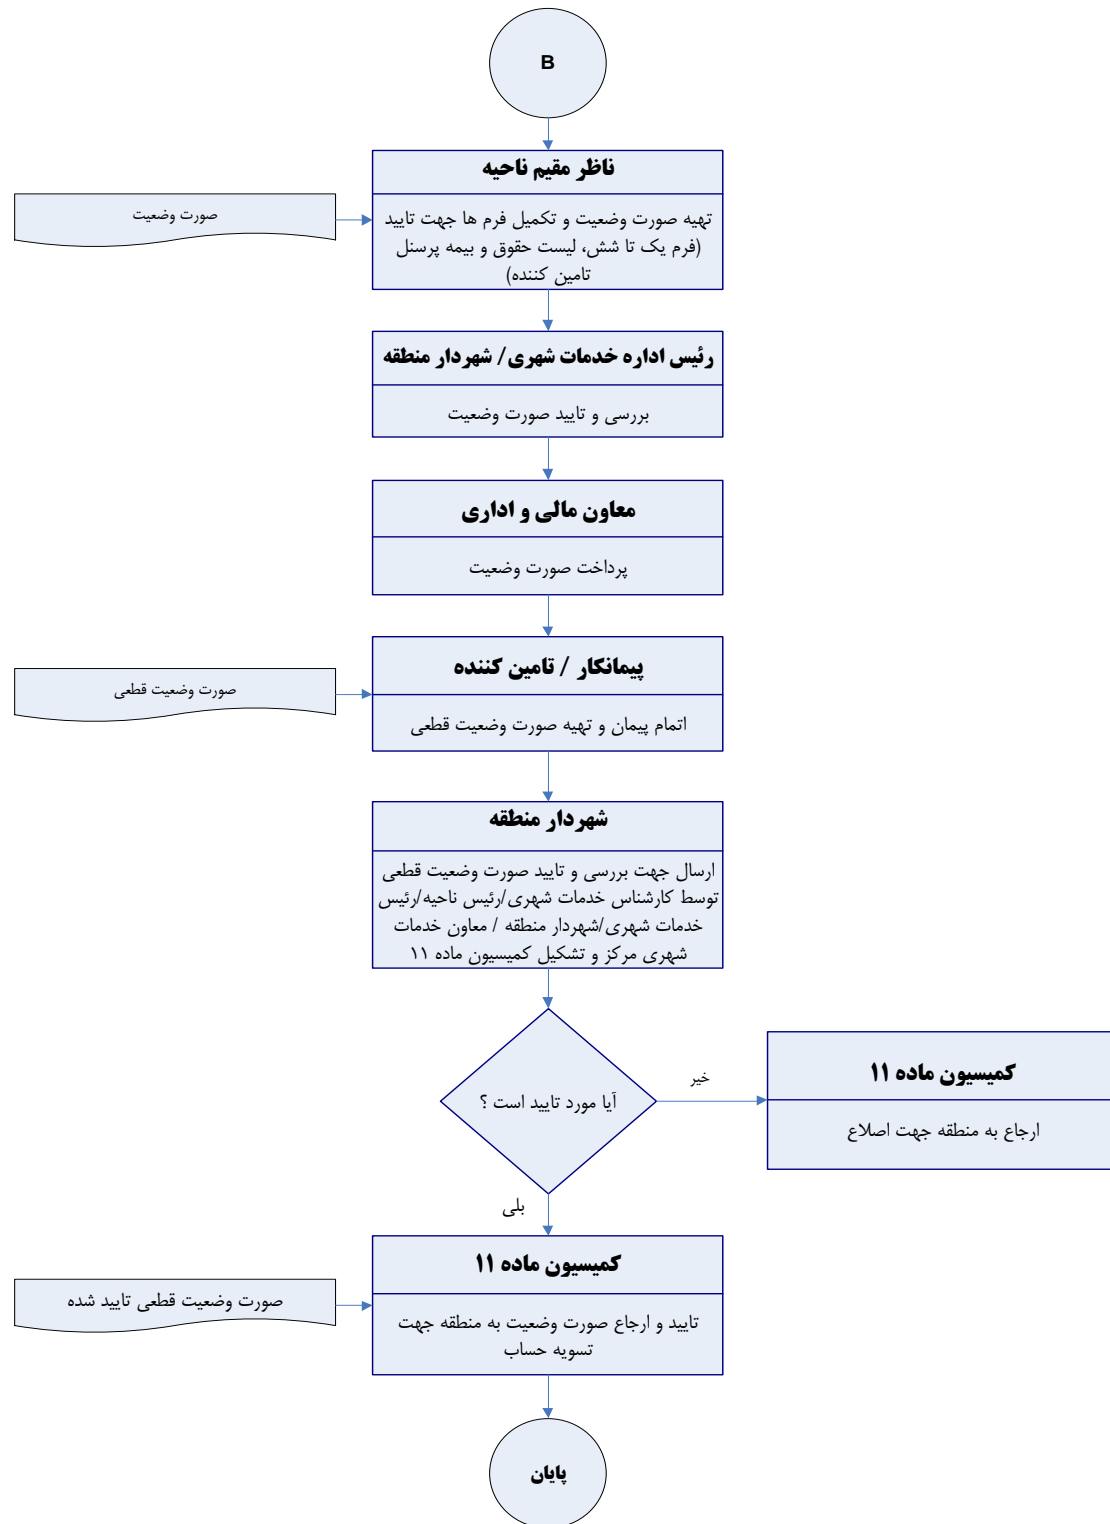 B
ناظر مقیم ناحیه
صورت وضعیت
تهیه صورت وضعیت و تکمیل فرم ها جهت تایید
(فرم یک تا شش، لیست حقوق و بیمه پرسنل
تامین کننده)
رئیس اداره خدمات شهری/ شهردار منطقه
بررسی و تایید صورت وضعیت
معاون مالی و اداری
پرداخت صورت وضعیت
پیمانکار / تامین کننده
صورت وضعیت قطعی
اتمام پیمان و تهیه صورت وضعیت قطعی
شهردار منطقه
ارسال جهت بررسی و تایید صورت وضعیت قطعی
توسط کارشناس خدمات شهری/رئیس ناحیه/رئیس
خدمات شهری/شهردار منطقه / معاون خدمات
شهری مرکز و تشکیل کمیسیون ماده ۱۱
آیا مورد تایید است ؟
خیر
کمیسیون ماده ۱۱
ارجاع به منطقه جهت اصلاع
بلی
کمیسیون ماده ۱۱
صورت وضعیت قطعی تایید شده
تایید و ارجاع صورت وضعیت به منطقه جهت
تسویه حساب
پایان